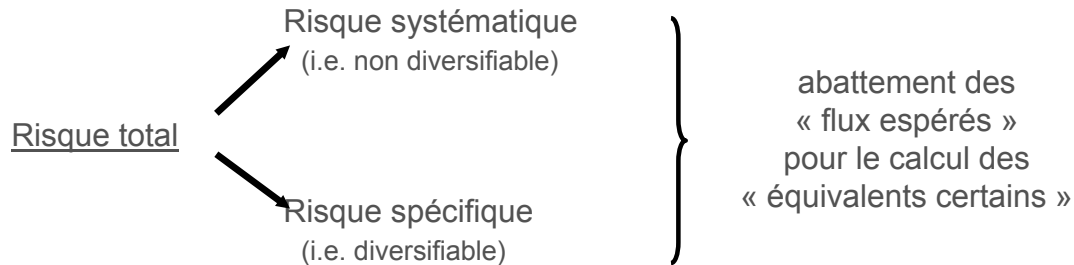 Risque total
Risque systématique
(i.e. non diversifiable)
Risque spécifique
(i.e. diversifiable)
abattement des
« flux espérés »
pour le calcul des
« équivalents certains »